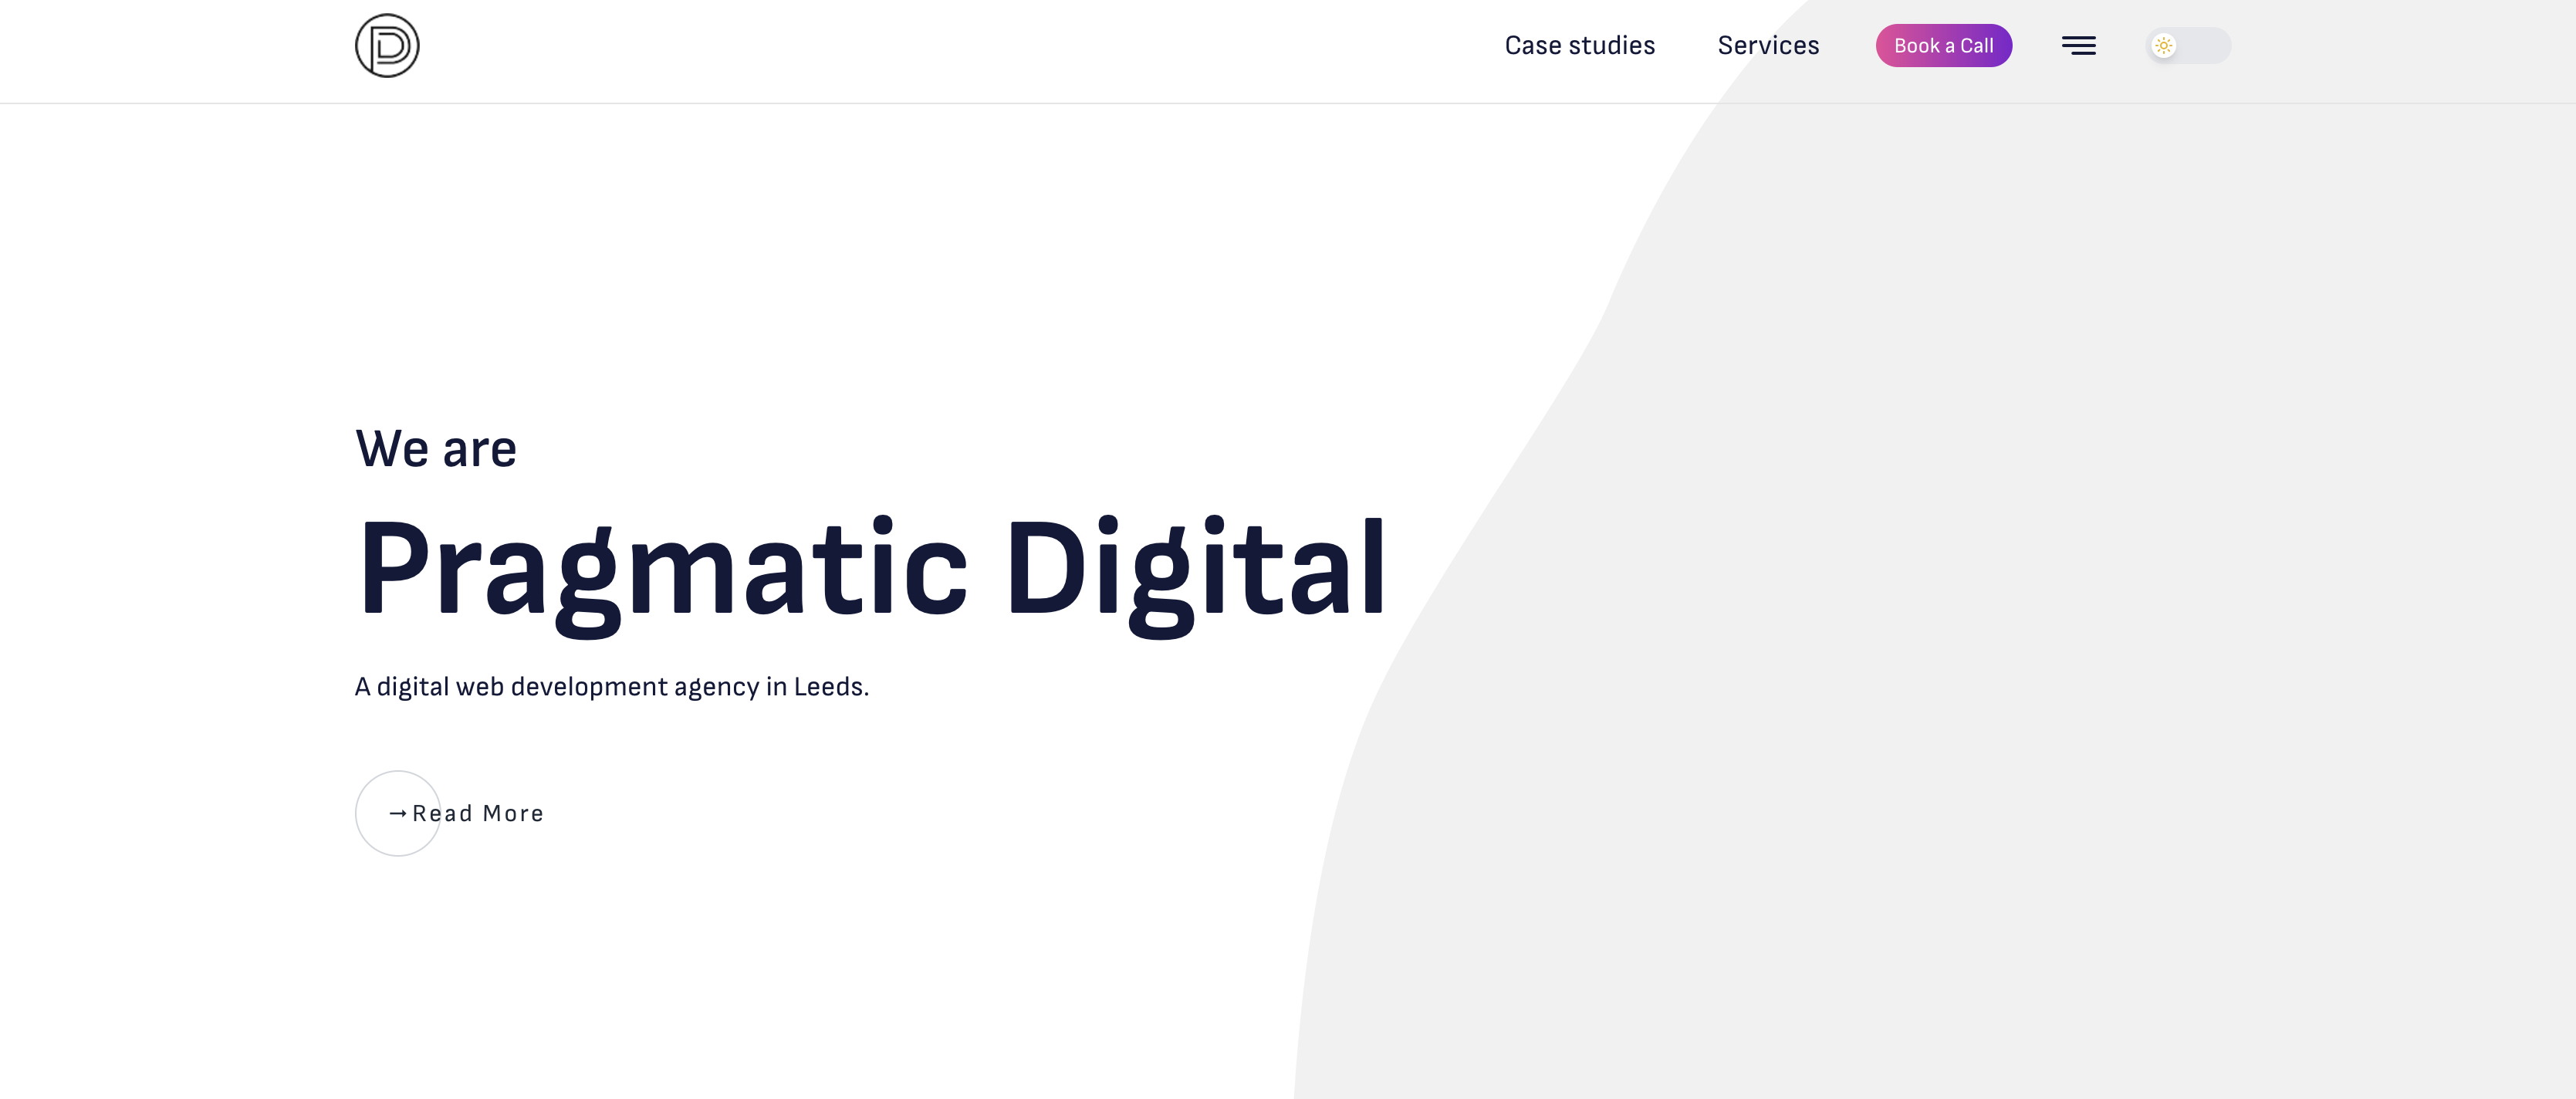 Case studies Services Book a Call
We are
Pragmatic Digital
A digital web development agency in Leeds.
→ Read More